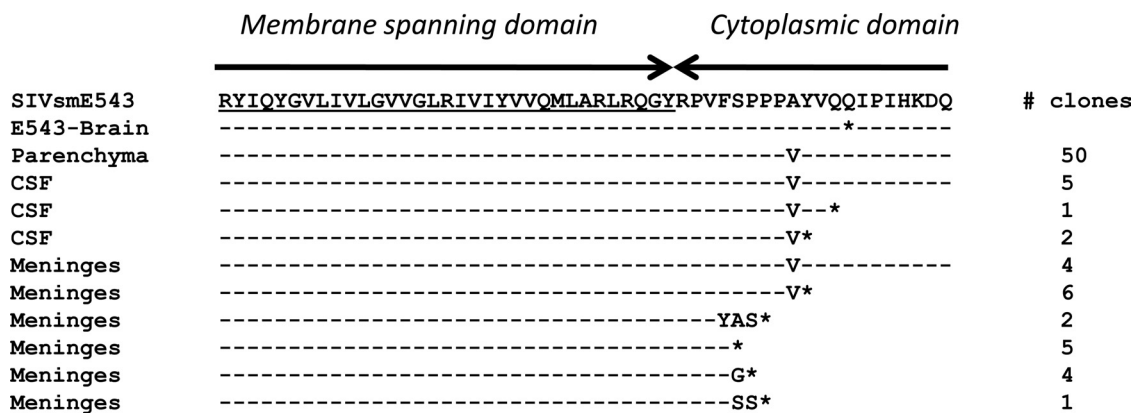 Membrane spanning domain Cytoplasmic domain
SIVsmE543 RYIQYGVLIVLGVVGLRIVIYVVQMLARLRQGYRPVFSPPPAYVQQIPIHKDQ # clones
E543-Brain ---------------------------------------------*-------
Parenchyma -----------------------------------------V----------- 50
CSF -----------------------------------------V----------- 5
CSF -----------------------------------------V--* 1
CSF -----------------------------------------V* 2
Meninges -----------------------------------------V----------- 4
Meninges -----------------------------------------V* 6
Meninges ------------------------------------YAS* 2
Meninges -------------------------------------* 5
Meninges -------------------------------------G* 4
Meninges -------------------------------------SS* 1